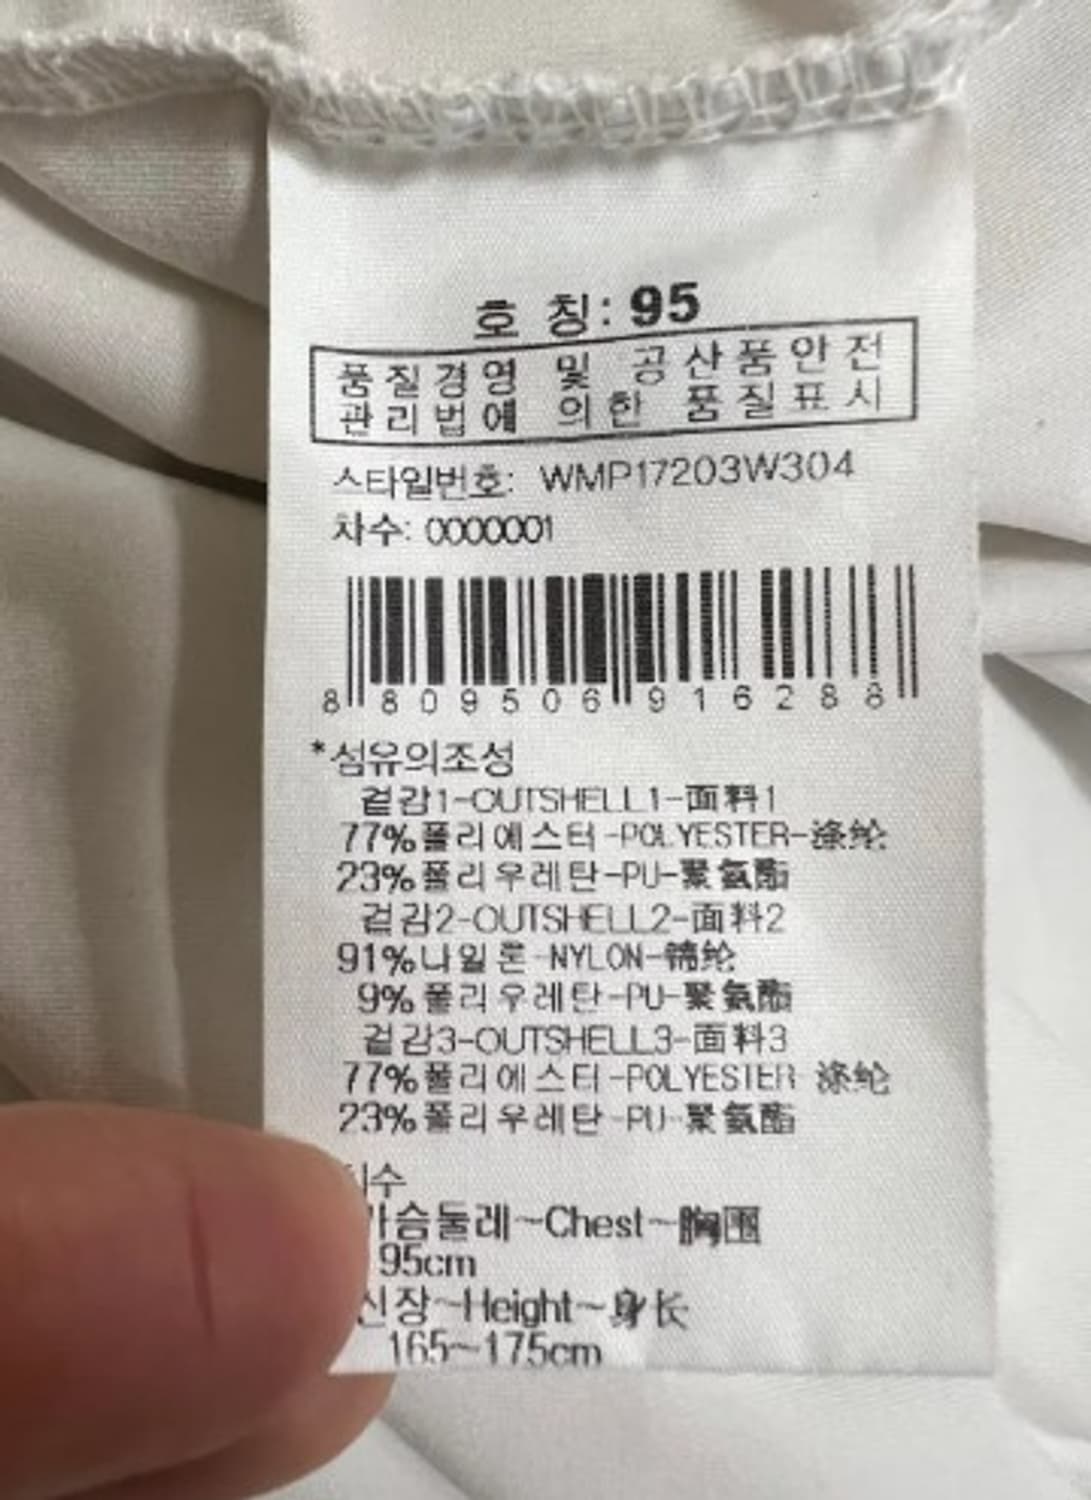 호 칭: 95
품질경영 및 공산품안전
관리법에 의한 품질표시
스타일번호: WMP17203W304
차수: 0000001
8 809506 916288
*섬유의조성
겉감1-OUTSHELL1-面料1
77%폴리에스터-POLYESTER-涤纶
23%폴리우레탄-PU-聚氨酯
겉감2-OUTSHELL2-面料2
91%나일론-NYLON-锦纶
9%폴리우레탄-PU-聚氨酯
겉감3-OUTSHELL3-面料3
77%폴리에스터-POLYESTER-涤纶
23%폴리우레탄-PU-聚氨酯
치수
가슴둘레~Chest~胸围
95cm
신장~Height~身长
165~175cm